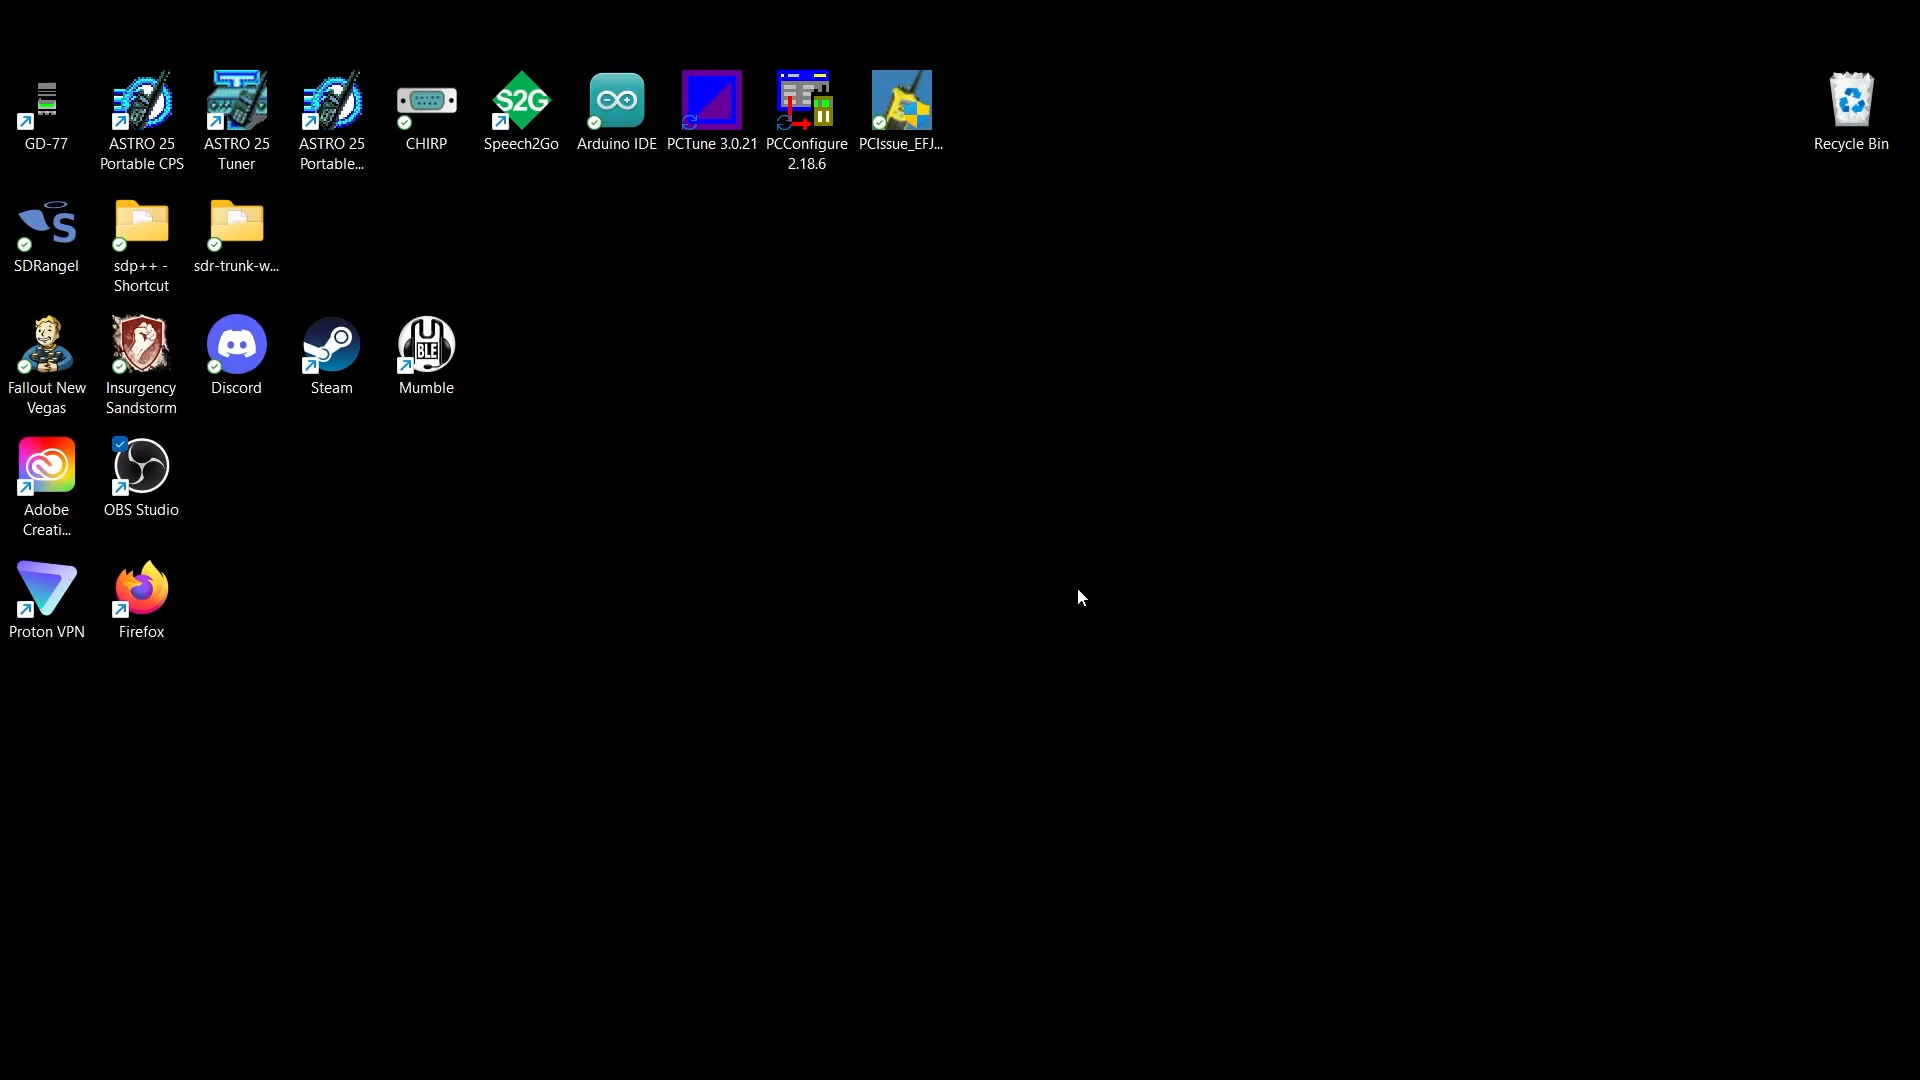 GD-77
ASTRO 25
Portable CPS
ASTRO 25
Tuner
ASTRO 25
Portable...
CHIRP
S2G
Speech2Go
Arduino IDE
PCTune 3.0.21
PCConfigure
2.18.6
PCIssue_EFJ...
Recycle Bin
S
SDRangel
sdp++ -
Shortcut
sdr-trunk-w...
Fallout New
Vegas
Insurgency
Sandstorm
Discord
Steam
BLE
Mumble
Adobe
Creati...
OBS Studio
Proton VPN
Firefox